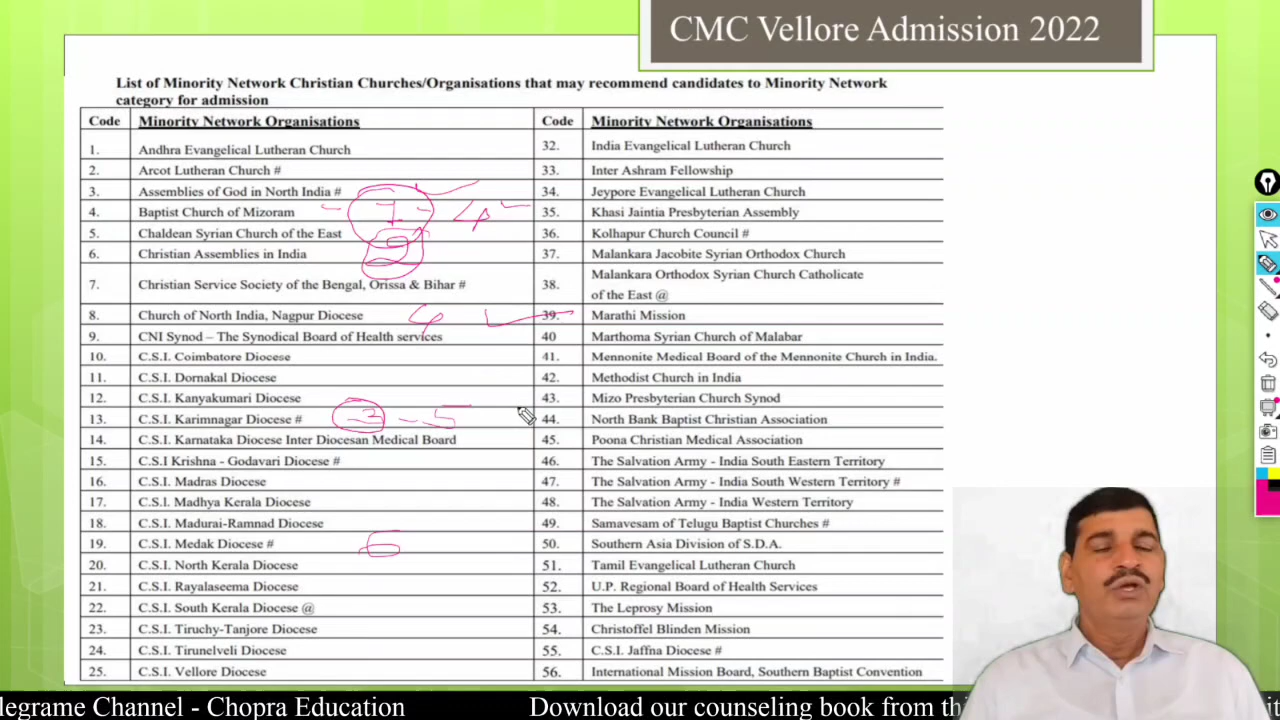 CMC Vellore Admission 2022
List of Minority Network Christian Churches/Organisations that may recommend candidates to Minority Network
category for admission
Code Minority Network Organisations Code Minority Network Organisations
1. Andhra Evangelical Lutheran Church 32. India Evangelical Lutheran Church
2. Arcot Lutheran Church # 33. Inter Ashram Fellowship
3. Assemblies of God in North India # 34. Jeypore Evangelical Lutheran Church
4. Baptist Church of Mizoram 35. Khasi Jaintia Presbyterian Assembly
5. Chaldean Syrian Church of the East 36. Kolhapur Church Council #
6. Christian Assemblies in India 37. Malankara Jacobite Syrian Orthodox Church
7. Christian Service Society of the Bengal, Orissa & Bihar # 38. Malankara Orthodox Syrian Church Catholicate
of the East @
8. Church of North India, Nagpur Diocese 4 39. Marathi Mission
9. CNI Synod – The Synodical Board of Health services 40 Marthoma Syrian Church of Malabar
10. C.S.I. Coimbatore Diocese 41. Mennonite Medical Board of the Mennonite Church in India.
11. C.S.I. Dornakal Diocese 42. Methodist Church in India
12. C.S.I. Kanyakumari Diocese 43. Mizo Presbyterian Church Synod
13. C.S.I. Karimnagar Diocese # 3 - 5 44. North Bank Baptist Christian Association
14. C.S.I. Karnataka Diocese Inter Diocesan Medical Board 45. Poona Christian Medical Association
15. C.S.I Krishna - Godavari Diocese # 46. The Salvation Army - India South Eastern Territory
16. C.S.I. Madras Diocese 47. The Salvation Army - India South Western Territory #
17. C.S.I. Madhya Kerala Diocese 48. The Salvation Army - India Western Territory
18. C.S.I. Madurai-Ramnad Diocese 49. Samavesam of Telugu Baptist Churches #
19. C.S.I. Medak Diocese # 6 50. Southern Asia Division of S.D.A.
20. C.S.I. North Kerala Diocese 51. Tamil Evangelical Lutheran Church
21. C.S.I. Rayalaseema Diocese 52. U.P. Regional Board of Health Services
22. C.S.I. South Kerala Diocese @ 53. The Leprosy Mission
23. C.S.I. Tiruchy-Tanjore Diocese 54. Christoffel Blinden Mission
24. C.S.I. Tirunelveli Diocese 55. C.S.I. Jaffna Diocese #
25. C.S.I. Vellore Diocese 56. International Mission Board, Southern Baptist Convention
legrame Channel - Chopra Education Download our counseling book from th